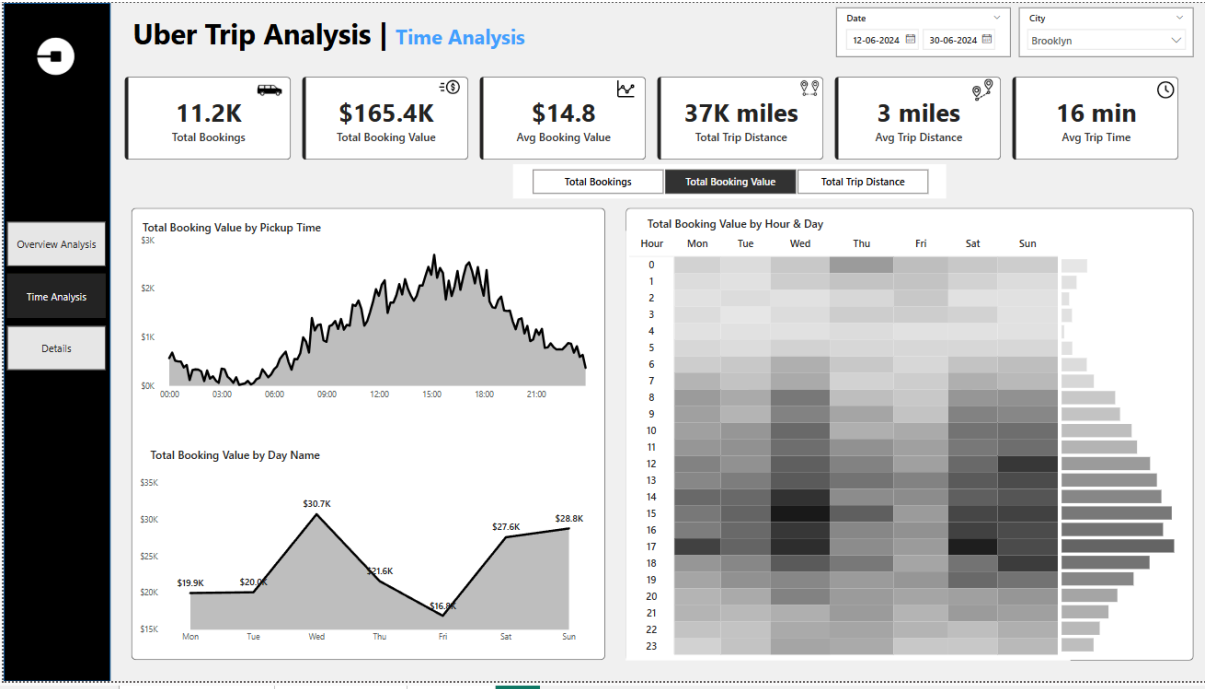 Uber Trip Analysis | Time Analysis
Date
12-06-2024 30-06-2024
City
Brooklyn
11.2K
Total Bookings
$165.4K
Total Booking Value
$14.8
Avg Booking Value
37K miles
Total Trip Distance
3 miles
Avg Trip Distance
16 min
Avg Trip Time
Total Bookings Total Booking Value Total Trip Distance
Overview Analysis
Time Analysis
Details
Total Booking Value by Pickup Time
$3K
$2K
$1K
$0K
00:00 03:00 06:00 09:00 12:00 15:00 18:00 21:00
Total Booking Value by Day Name
$35K
$30K
$25K
$20K
$15K
$19.9K $20.0K $30.7K $21.6K $16.8K $27.6K $28.8K
Mon Tue Wed Thu Fri Sat Sun
Total Booking Value by Hour & Day
Hour Mon Tue Wed Thu Fri Sat Sun
0
1
2
3
4
5
6
7
8
9
10
11
12
13
14
15
16
17
18
19
20
21
22
23